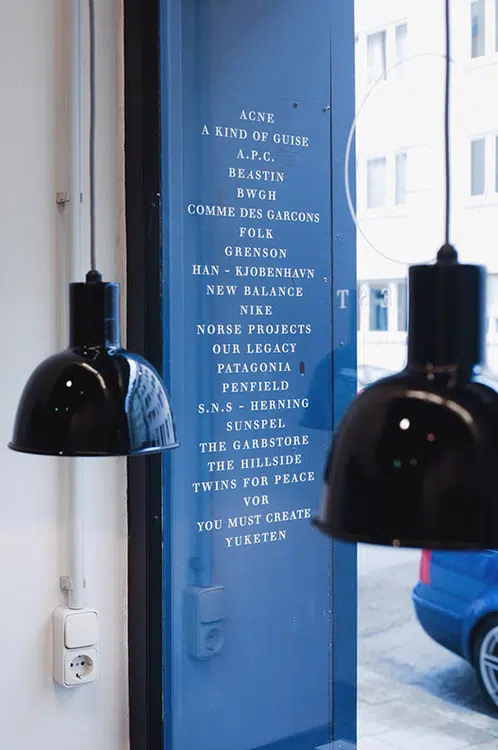 ACNE
A KIND OF GUISE
A.P.C.
BEASTIN
BWGH
COMME DES GARCONS
FOLK
GRENSON
HAN - KJOBENHAVN
NEW BALANCE
NIKE
NORSE PROJECTS
OUR LEGACY
PATAGONIA
PENFIELD
S.N.S - HERNING
SUNSPEL
THE GARBSTORE
THE HILLSIDE
TWINS FOR PEACE
VOR
YOU MUST CREATE
YUKETEN